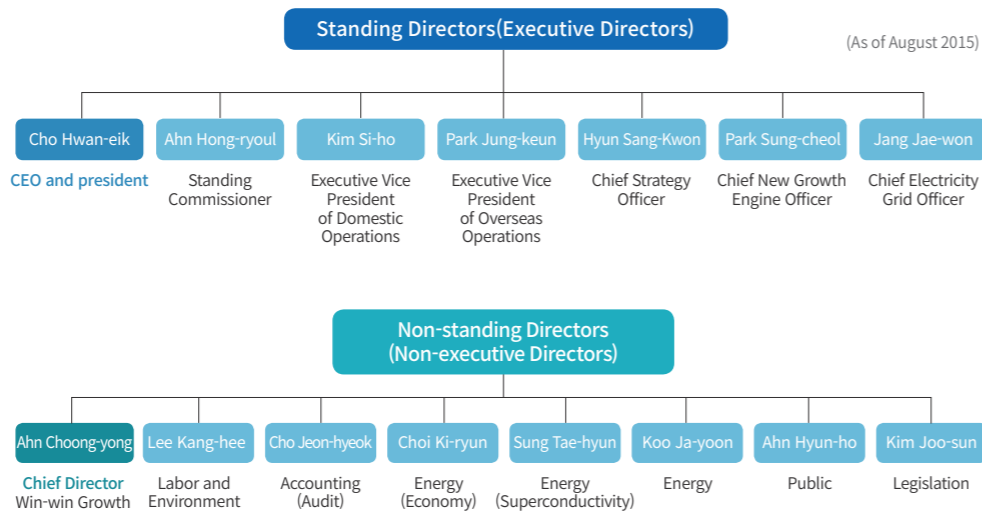 Standing Directors(Executive Directors)
(As of August 2015)
Cho Hwan-eik
CEO and president
Ahn Hong-ryoul
Standing
Commissioner
Kim Si-ho
Executive Vice
President
of Domestic
Operations
Park Jung-keun
Executive Vice
President
of Overseas
Operations
Hyun Sang-Kwon
Chief Strategy
Officer
Park Sung-cheol
Chief New Growth
Engine Officer
Jang Jae-won
Chief Electricity
Grid Officer
Non-standing Directors
(Non-executive Directors)
Ahn Choong-yong
Chief Director
Win-win Growth
Lee Kang-hee
Labor and
Environment
Cho Jeon-hyeok
Accounting
(Audit)
Choi Ki-ryun
Energy
(Economy)
Sung Tae-hyun
Energy
(Superconductivity)
Koo Ja-yoon
Energy
Ahn Hyun-ho
Public
Kim Joo-sun
Legislation